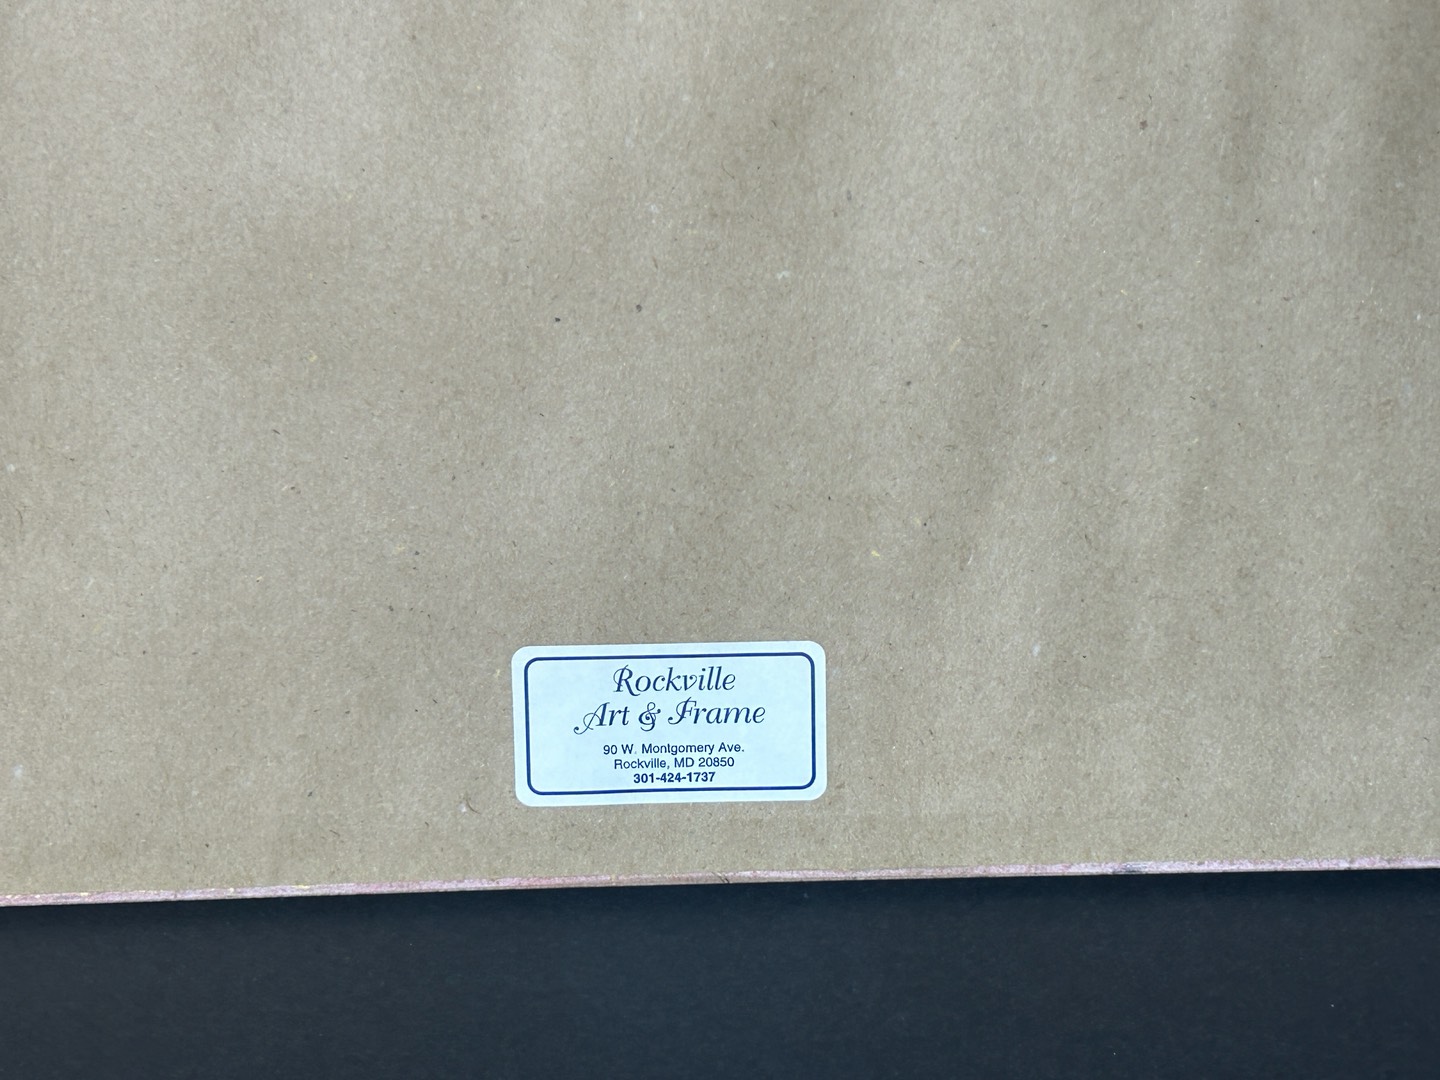 Rockville
Art & Frame
90 W. Montgomery Ave.
Rockville, MD 20850
301-424-1737